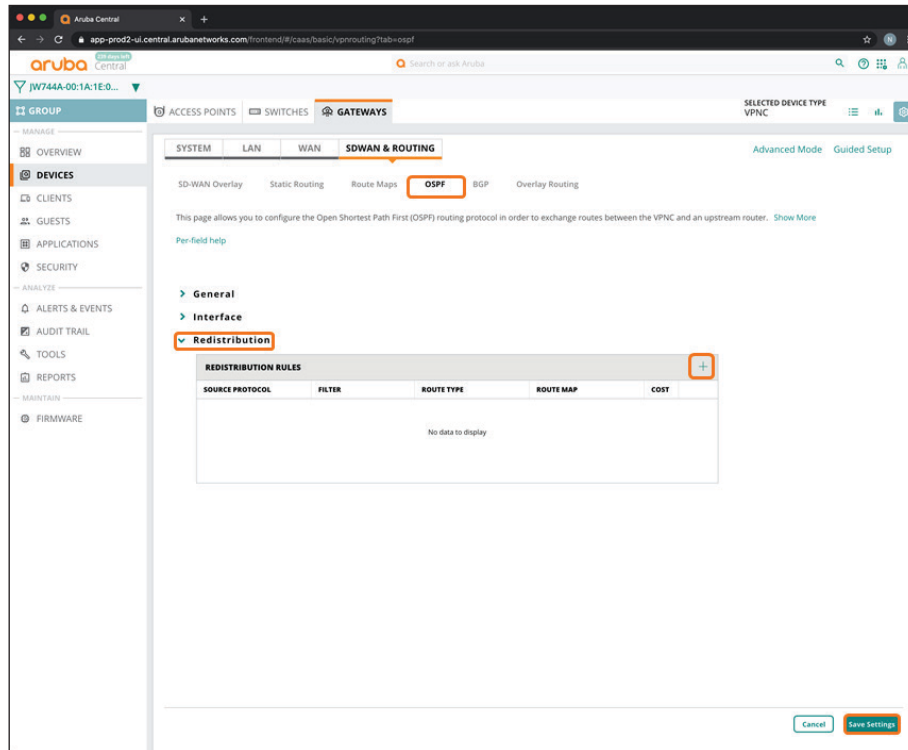 Aruba Central
app-prod2-ui.central.arubanetworks.com/frontend/#/caas/basic/vpnrouting?tab=ospf
N
aruba Central
Search or ask Aruba
JW744A-00:1A:1E:0...
GROUP
ACCESS POINTS SWITCHES GATEWAYS
SELECTED DEVICE TYPE
VPNC
MANAGE
OVERVIEW
DEVICES
CLIENTS
GUESTS
APPLICATIONS
SECURITY
ANALYZE
ALERTS & EVENTS
AUDIT TRAIL
TOOLS
REPORTS
MAINTAIN
FIRMWARE
SYSTEM LAN WAN SDWAN & ROUTING
Advanced Mode Guided Setup
SD-WAN Overlay Static Routing Route Maps OSPF BGP Overlay Routing
This page allows you to configure the Open Shortest Path First (OSPF) routing protocol in order to exchange routes between the VPNC and an upstream router. Show More
Per-field help
General
Interface
Redistribution
REDISTRIBUTION RULES +
SOURCE PROTOCOL FILTER ROUTE TYPE ROUTE MAP COST
No data to display
Cancel Save Settings